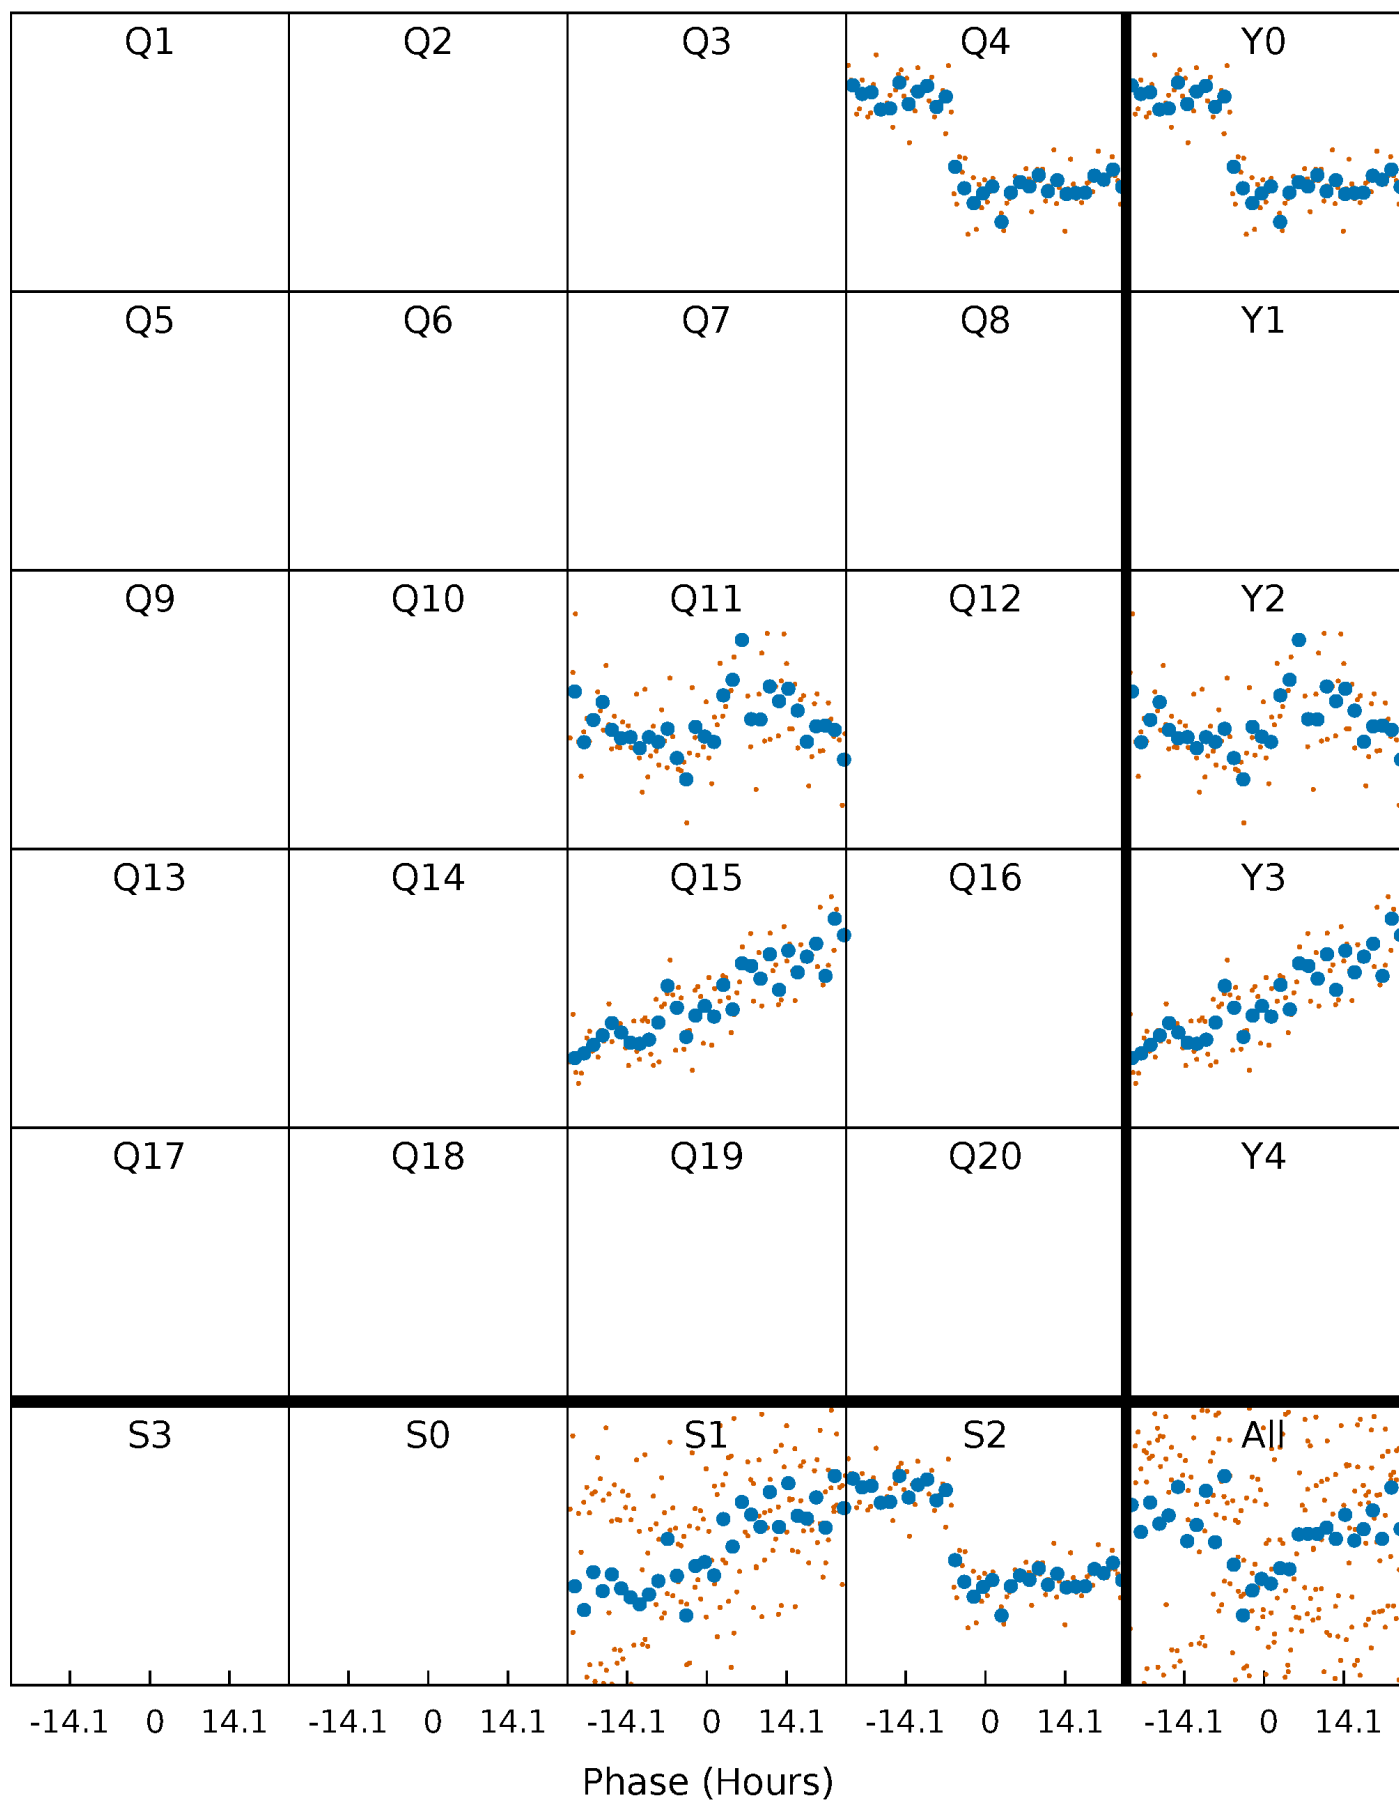 Q1 Q2 Q3 Q4 Y0
Q5 Q6 Q7 Q8 Y1
Q9 Q10 Q11 Q12 Y2
Q13 Q14 Q15 Q16 Y3
Q17 Q18 Q19 Q20 Y4
S3 S0 S1 S2 All
-14.1 0 14.1 -14.1 0 14.1 -14.1 0 14.1 -14.1 0 14.1 -14.1 0 14.1
Phase (Hours)